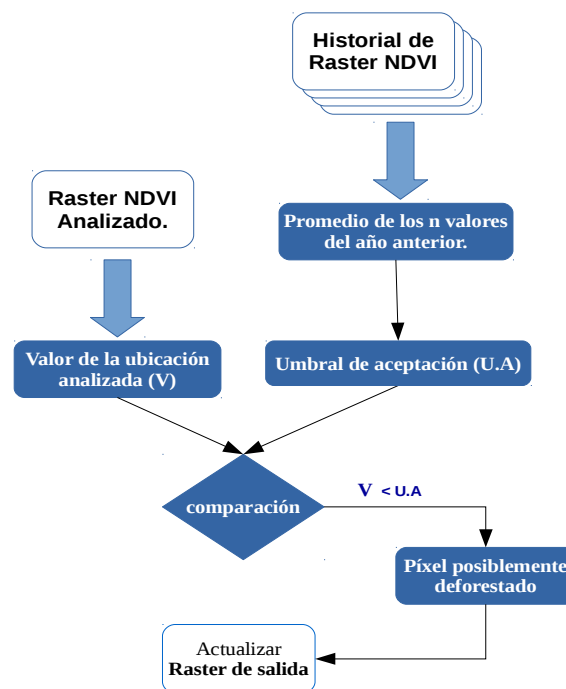 Historial de
Raster NDVI
Raster NDVI
Analizado.
Promedio de los n valores
del año anterior.
Valor de la ubicación
analizada (V)
Umbral de aceptación (U.A)
comparación
V < U.A
Píxel posiblemente
deforestado
Actualizar
Raster de salida